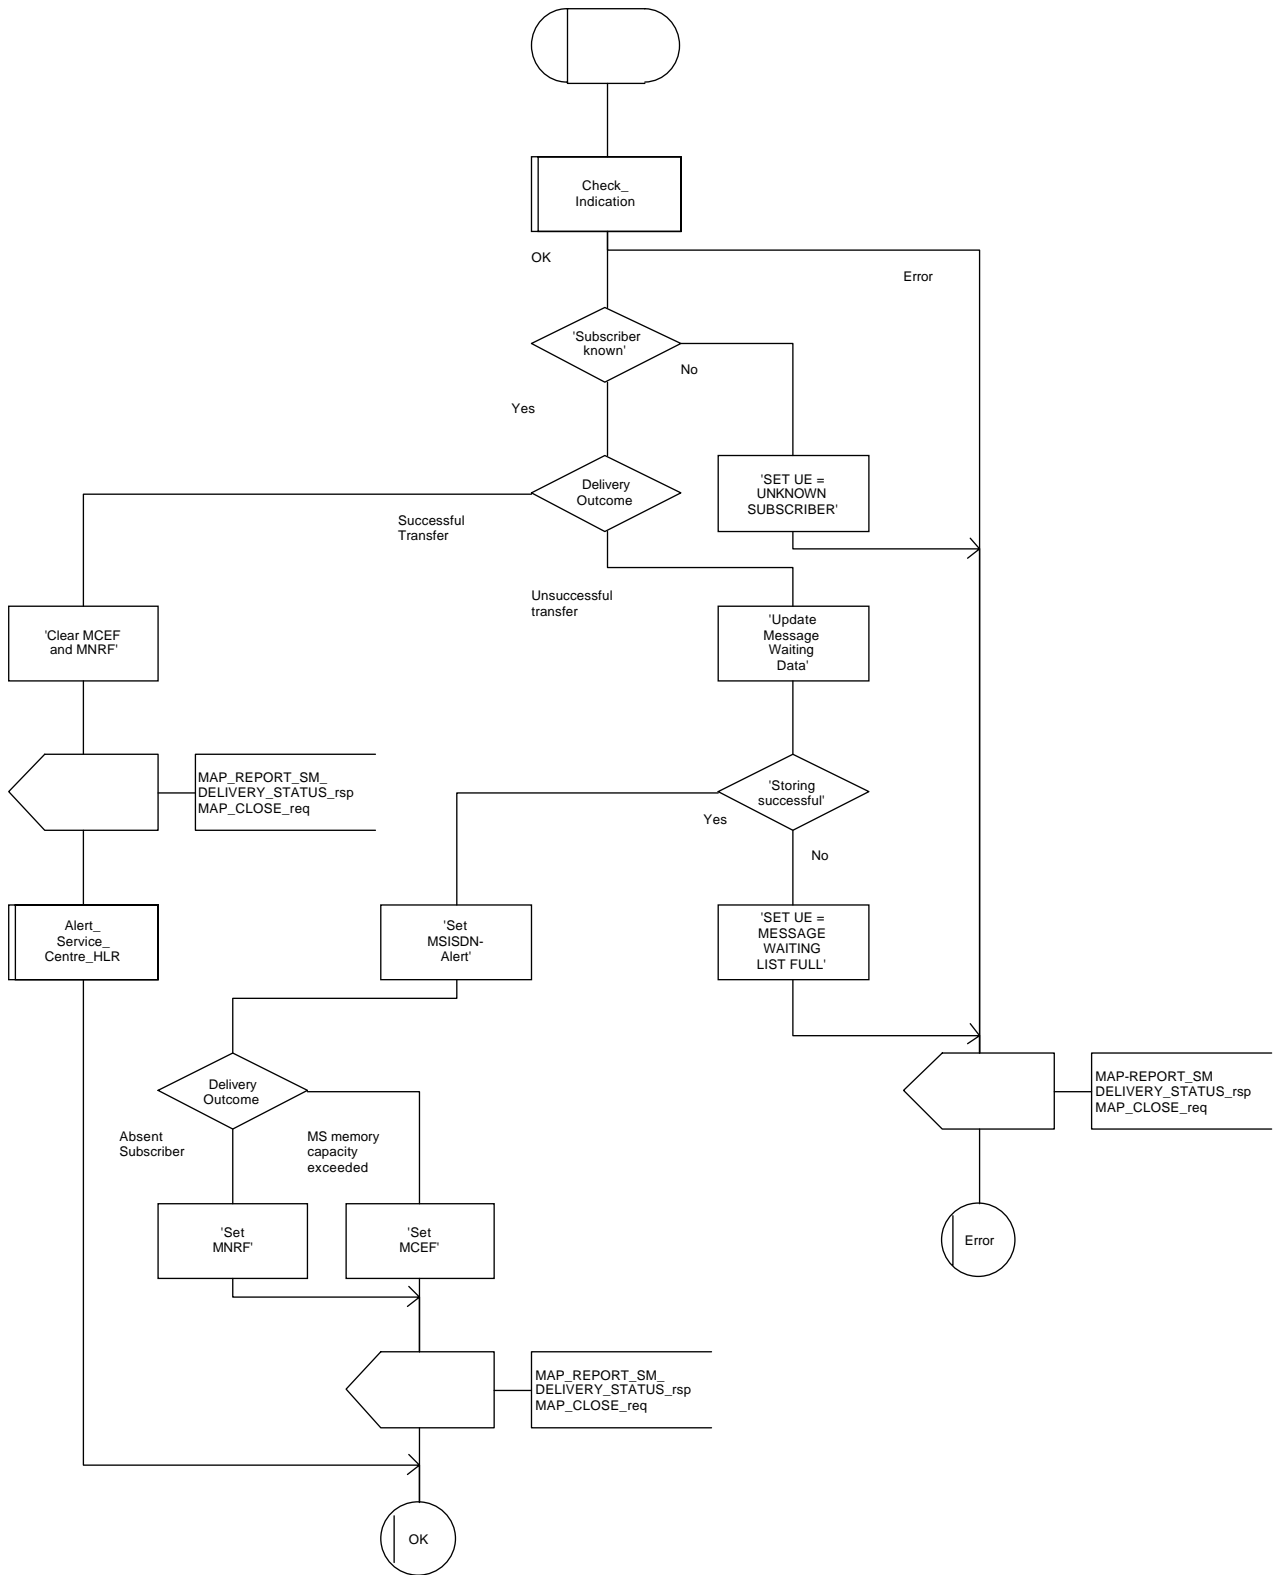 Check_
Indication
OK
Error
'Subscriber
known'
No
Yes
Delivery
Outcome
'SET UE =
UNKNOWN
SUBSCRIBER'
Successful
Transfer
Unsuccessful
transfer
'Clear MCEF
and MNRF'
'Update
Message
Waiting
Data'
MAP_REPORT_SM_
DELIVERY_STATUS_rsp
MAP_CLOSE_req
'Storing
successful'
Yes
No
Alert_
Service_
Centre_HLR
'Set
MSISDN-
Alert'
'SET UE =
MESSAGE
WAITING
LIST FULL'
Delivery
Outcome
MAP-REPORT_SM
DELIVERY_STATUS_rsp
MAP_CLOSE_req
Absent
Subscriber
MS memory
capacity
exceeded
'Set
MNRF'
'Set
MCEF'
Error
MAP_REPORT_SM_
DELIVERY_STATUS_rsp
MAP_CLOSE_req
OK